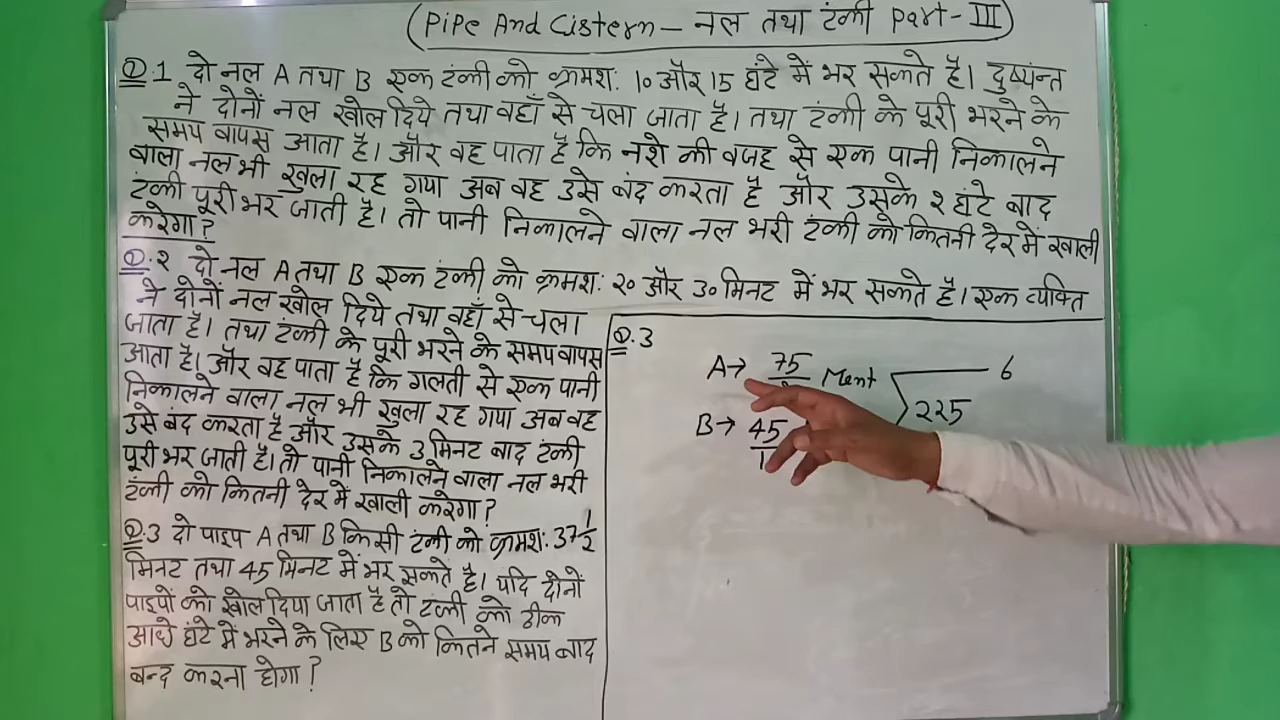 (Pipe And Cistern — नल तथा टंकी Part-III)
Q.1 दो नल A तथा B एक टंकी को क्रमश: 10 और 15 घंटे में भर सकते है। दुष्यंन्त
ने दोनों नल खोल दिये तथा वहाँ से चला जाता है। तथा टंकी के पूरी भरने के
समय वापस आता है। और वह पाता है कि नशे की वजह से एक पानी निकालने
वाला नल भी खुला रह गया अब वह उसे बंद करता है और उसके २ घंटे बाद
टंकी पूरी भर जाती है। तो पानी निकालने वाला नल भरी टंकी को कितनी देर में खाली
करेगा?
Q.२ दो नल A तथा B एक टंकी को क्रमश: २० और 30 मिनट में भर सकते है। एक व्यक्ति
ने दोनों नल खोल दिये तथा वहाँ से चला
जाता है। तथा टंकी के पूरी भरने के समय वापस
आता है। और वह पाता है कि गलती से एक पानी
निकालने वाला नल भी खुला रह गया अब वह
उसे बंद करता है और उसके 3 मिनट बाद टंकी
पूरी भर जाती है। तो पानी निकालने वाला नल भरी
टंकी को कितनी देर में खाली करेगा?
Q.3 दो पाइप A तथा B किसी टंकी को क्रमश: 37 1/2
मिनट तथा 45 मिनट में भर सकते है। यदि दोनों
पाइपों को खोल दिया जाता है तो टंकी को ठीक
आधे घंटे में भरने के लिए B को कितने समय बाद
बन्द करना होगा?
Q.3
A→ 75 Ment 6
B→ 45/1 225